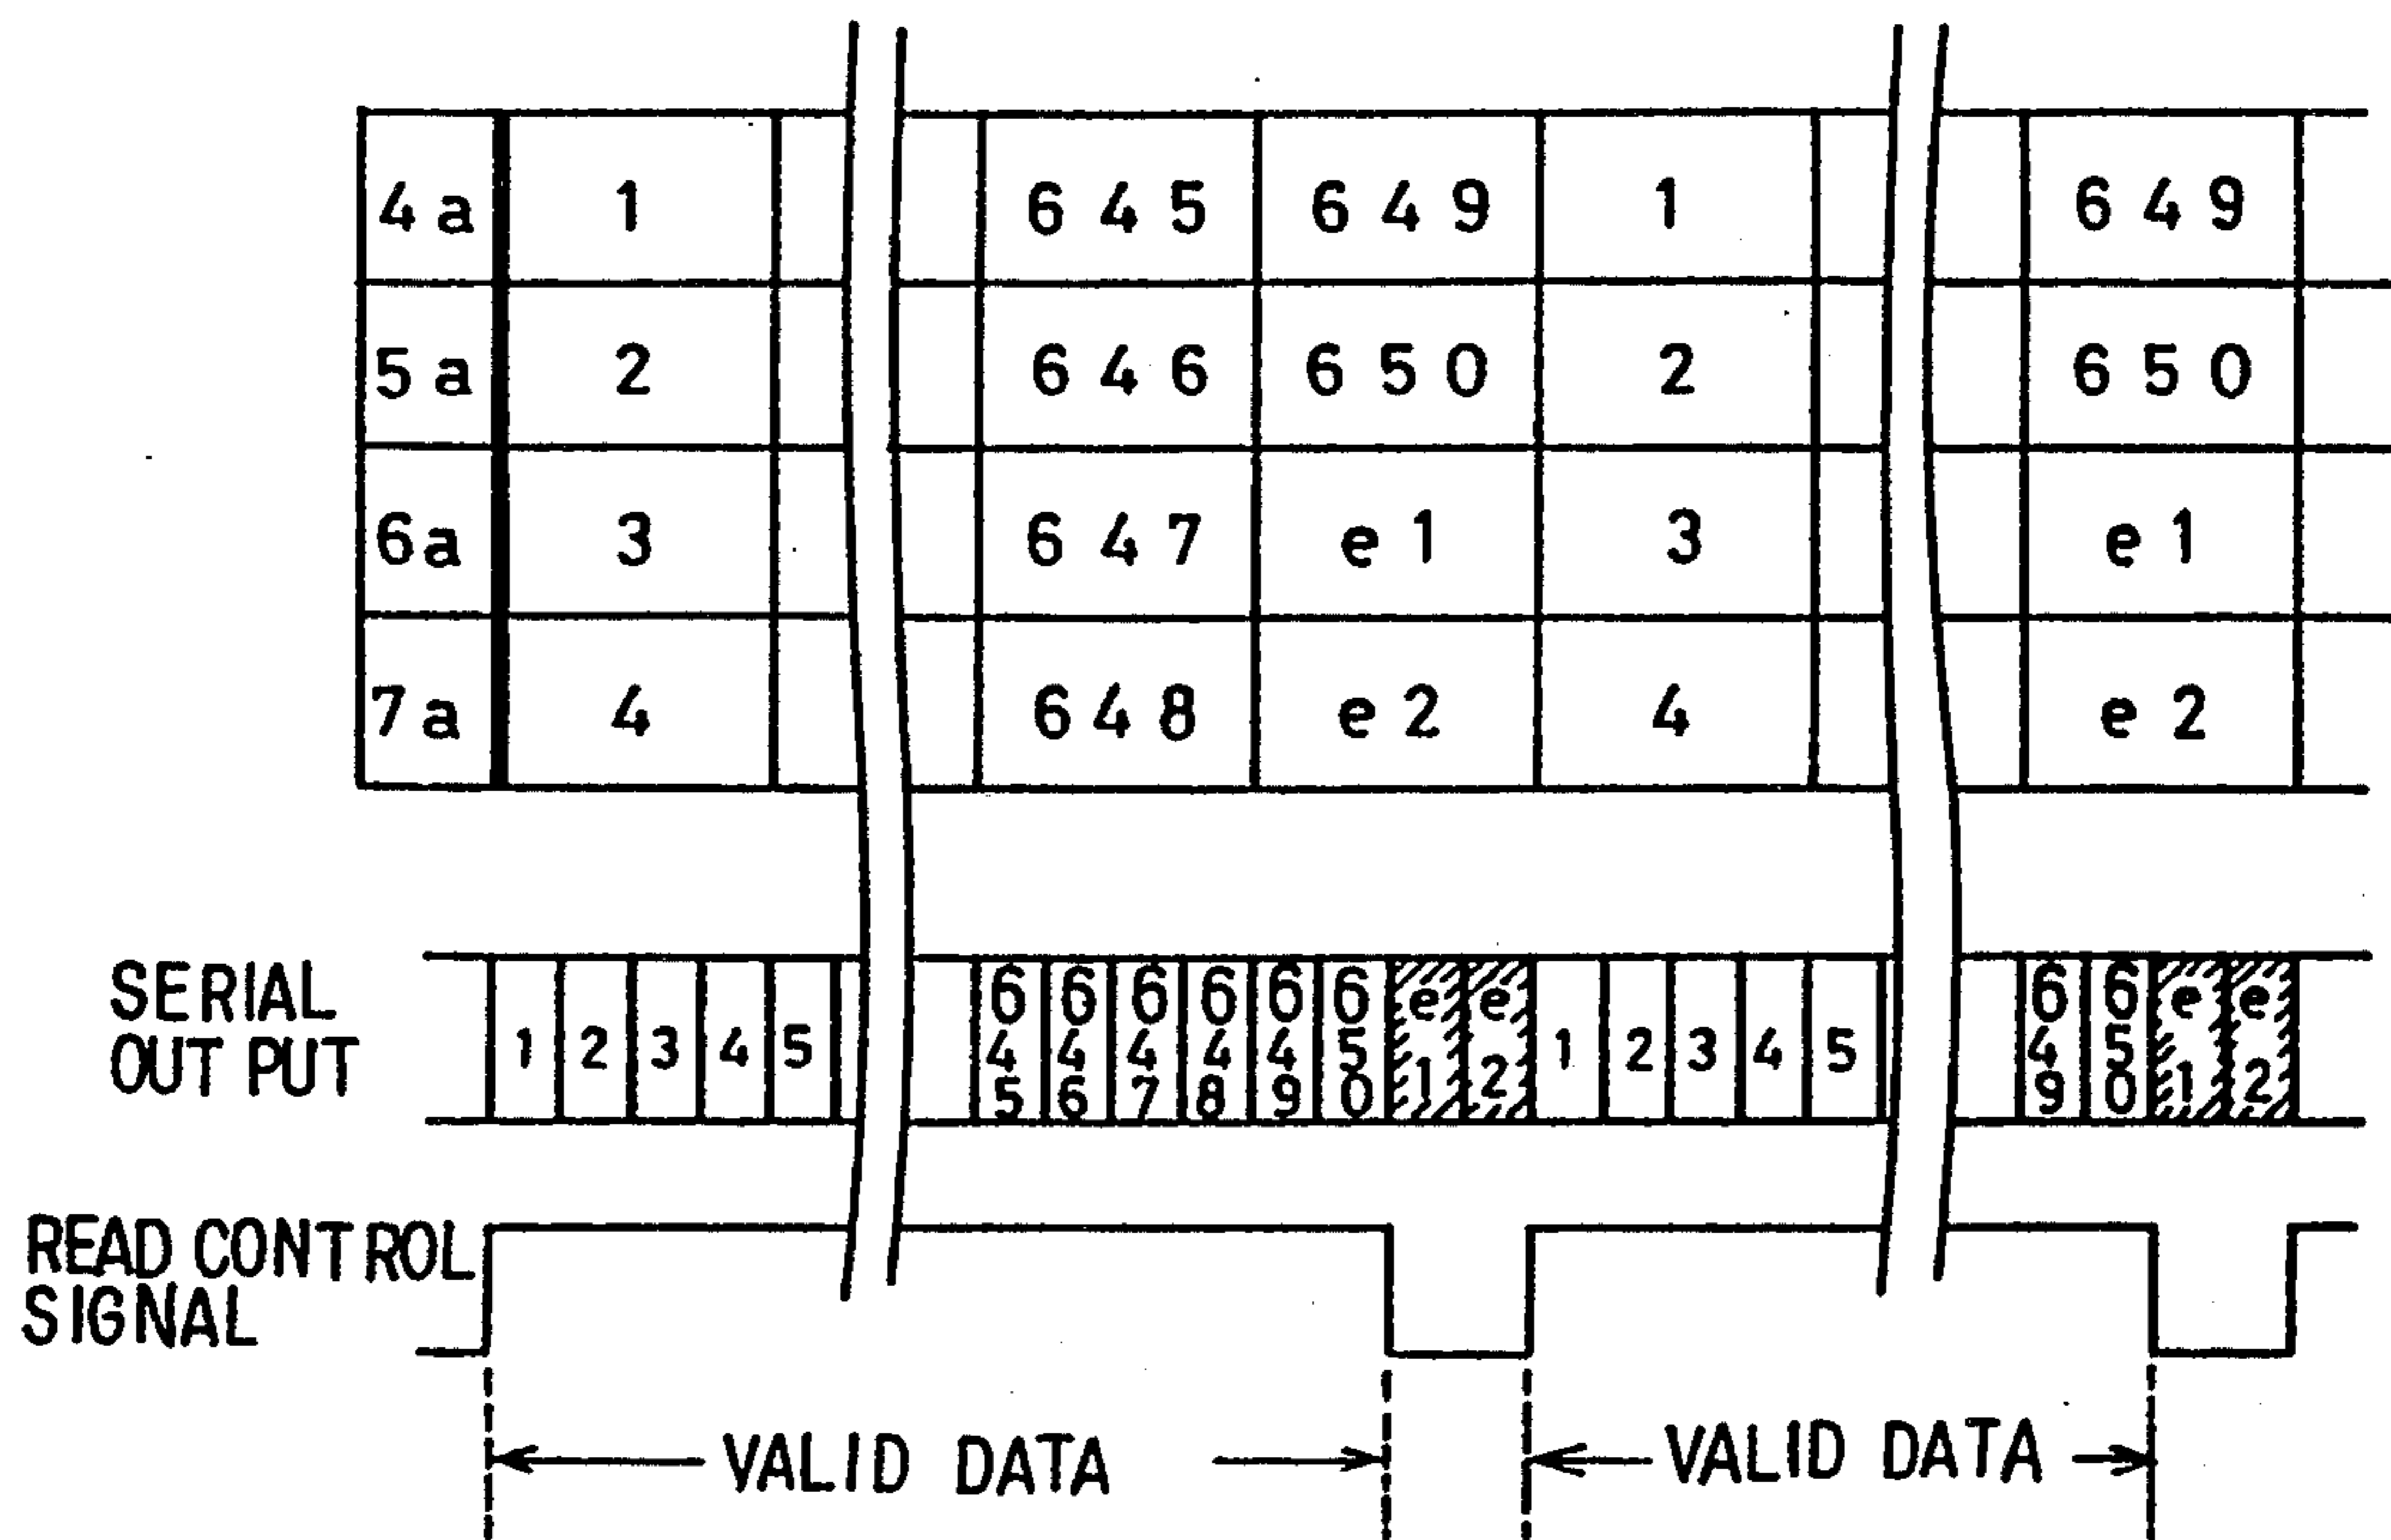 4a 1 645 649 1 649
5a 2 646 650 2 650
6a 3 647 e1 3 e1
7a 4 648 e2 4 e2
SERIAL
OUT PUT
1 2 3 4 5 645 646 647 648 649 650 e1 e2 1 2 3 4 5 649 650 e1 e2
READ CONTROL
SIGNAL
VALID DATA VALID DATA